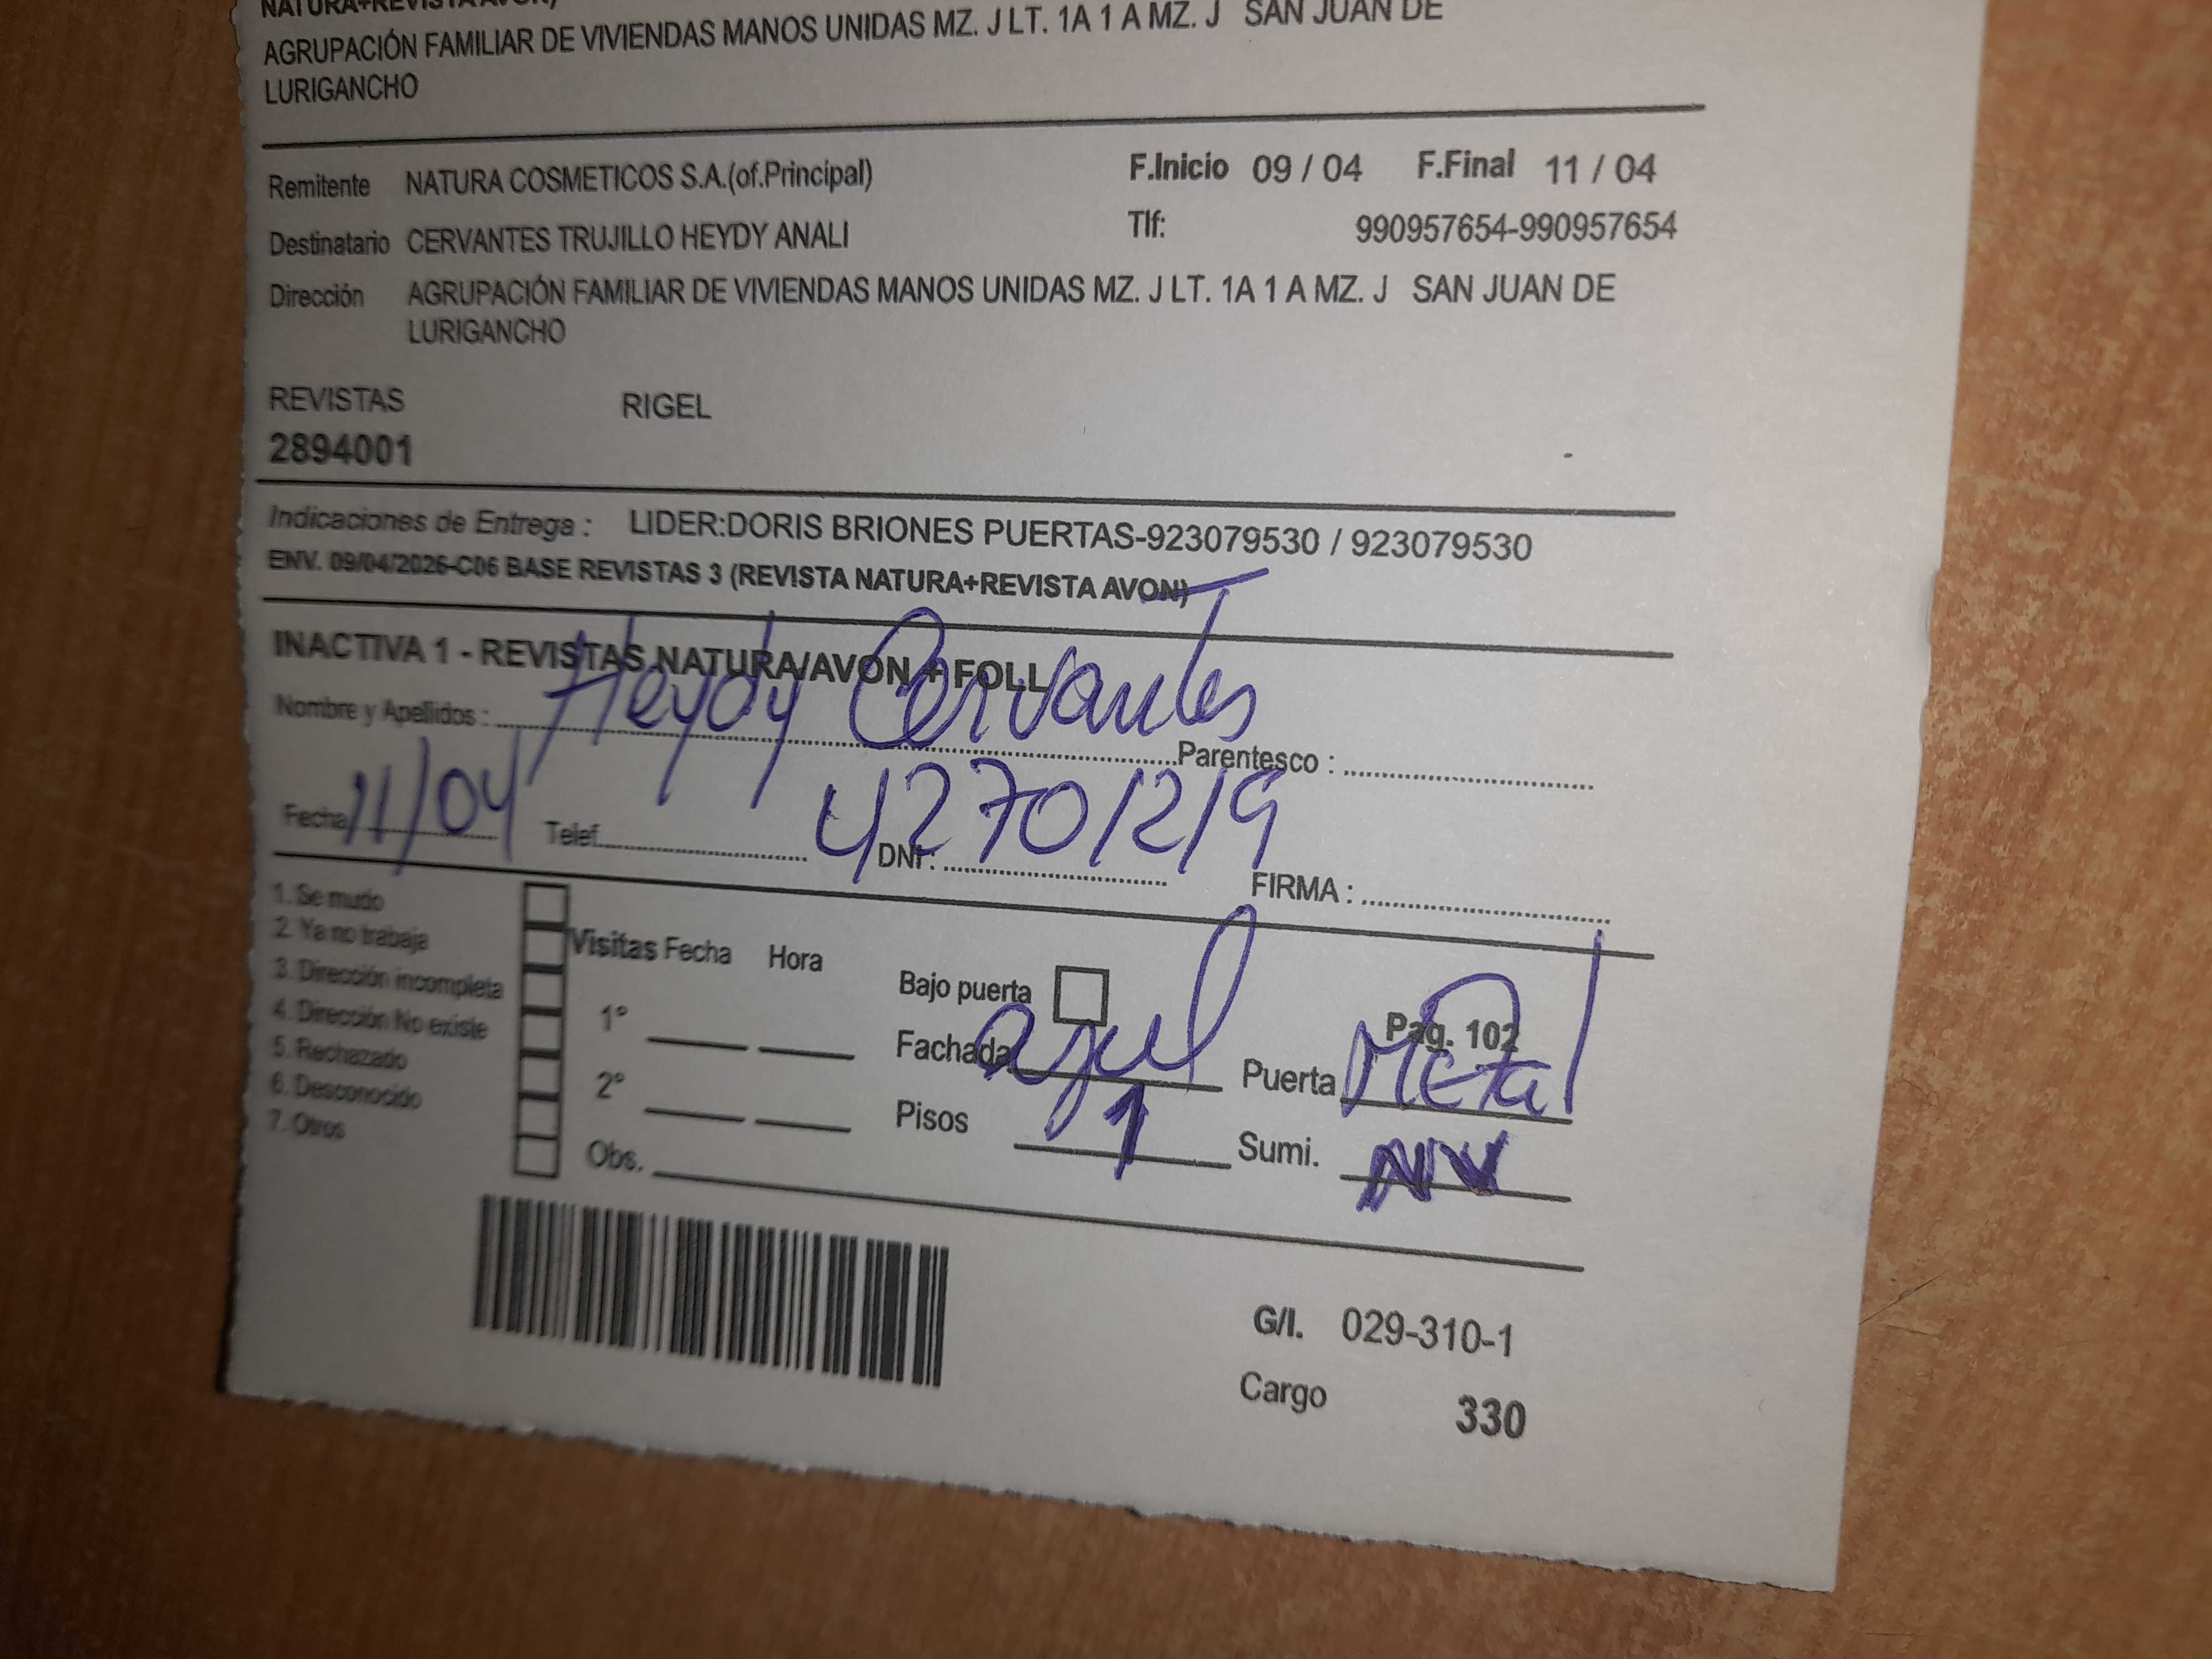 NATURA+REVISTA AVON)
AGRUPACIÓN FAMILIAR DE VIVIENDAS MANOS UNIDAS MZ. J LT. 1A 1 A MZ. J SAN JUAN DE
LURIGANCHO
Remitente NATURA COSMETICOS S.A.(of.Principal) F.Inicio 09 / 04 F.Final 11 / 04
Destinatario CERVANTES TRUJILLO HEYDY ANALI Tlf: 990957654-990957654
Dirección AGRUPACIÓN FAMILIAR DE VIVIENDAS MANOS UNIDAS MZ. J LT. 1A 1 A MZ. J SAN JUAN DE
LURIGANCHO
REVISTAS RIGEL
2894001
Indicaciones de Entrega : LIDER:DORIS BRIONES PUERTAS-923079530 / 923079530
ENV. 09/04/2026-C06 BASE REVISTAS 3 (REVISTA NATURA+REVISTA AVON)
INACTIVA 1 - REVISTAS NATURA/AVON + FOLL
Nombre y Apellidos : Heydy Cervantes Parentesco :
Fecha 11/04 Telef. DNI : 42701219 FIRMA :
1. Se mudo
2. Ya no trabaja Visitas Fecha Hora Bajo puerta
3. Dirección incompleta 1° Fachada azul Puerta Metal Pag. 102
4. Dirección No existe
5. Rechazado 2° Pisos 1 Sumi. NV
6. Desconocido
7. Otros Obs.
G/I. 029-310-1
Cargo 330